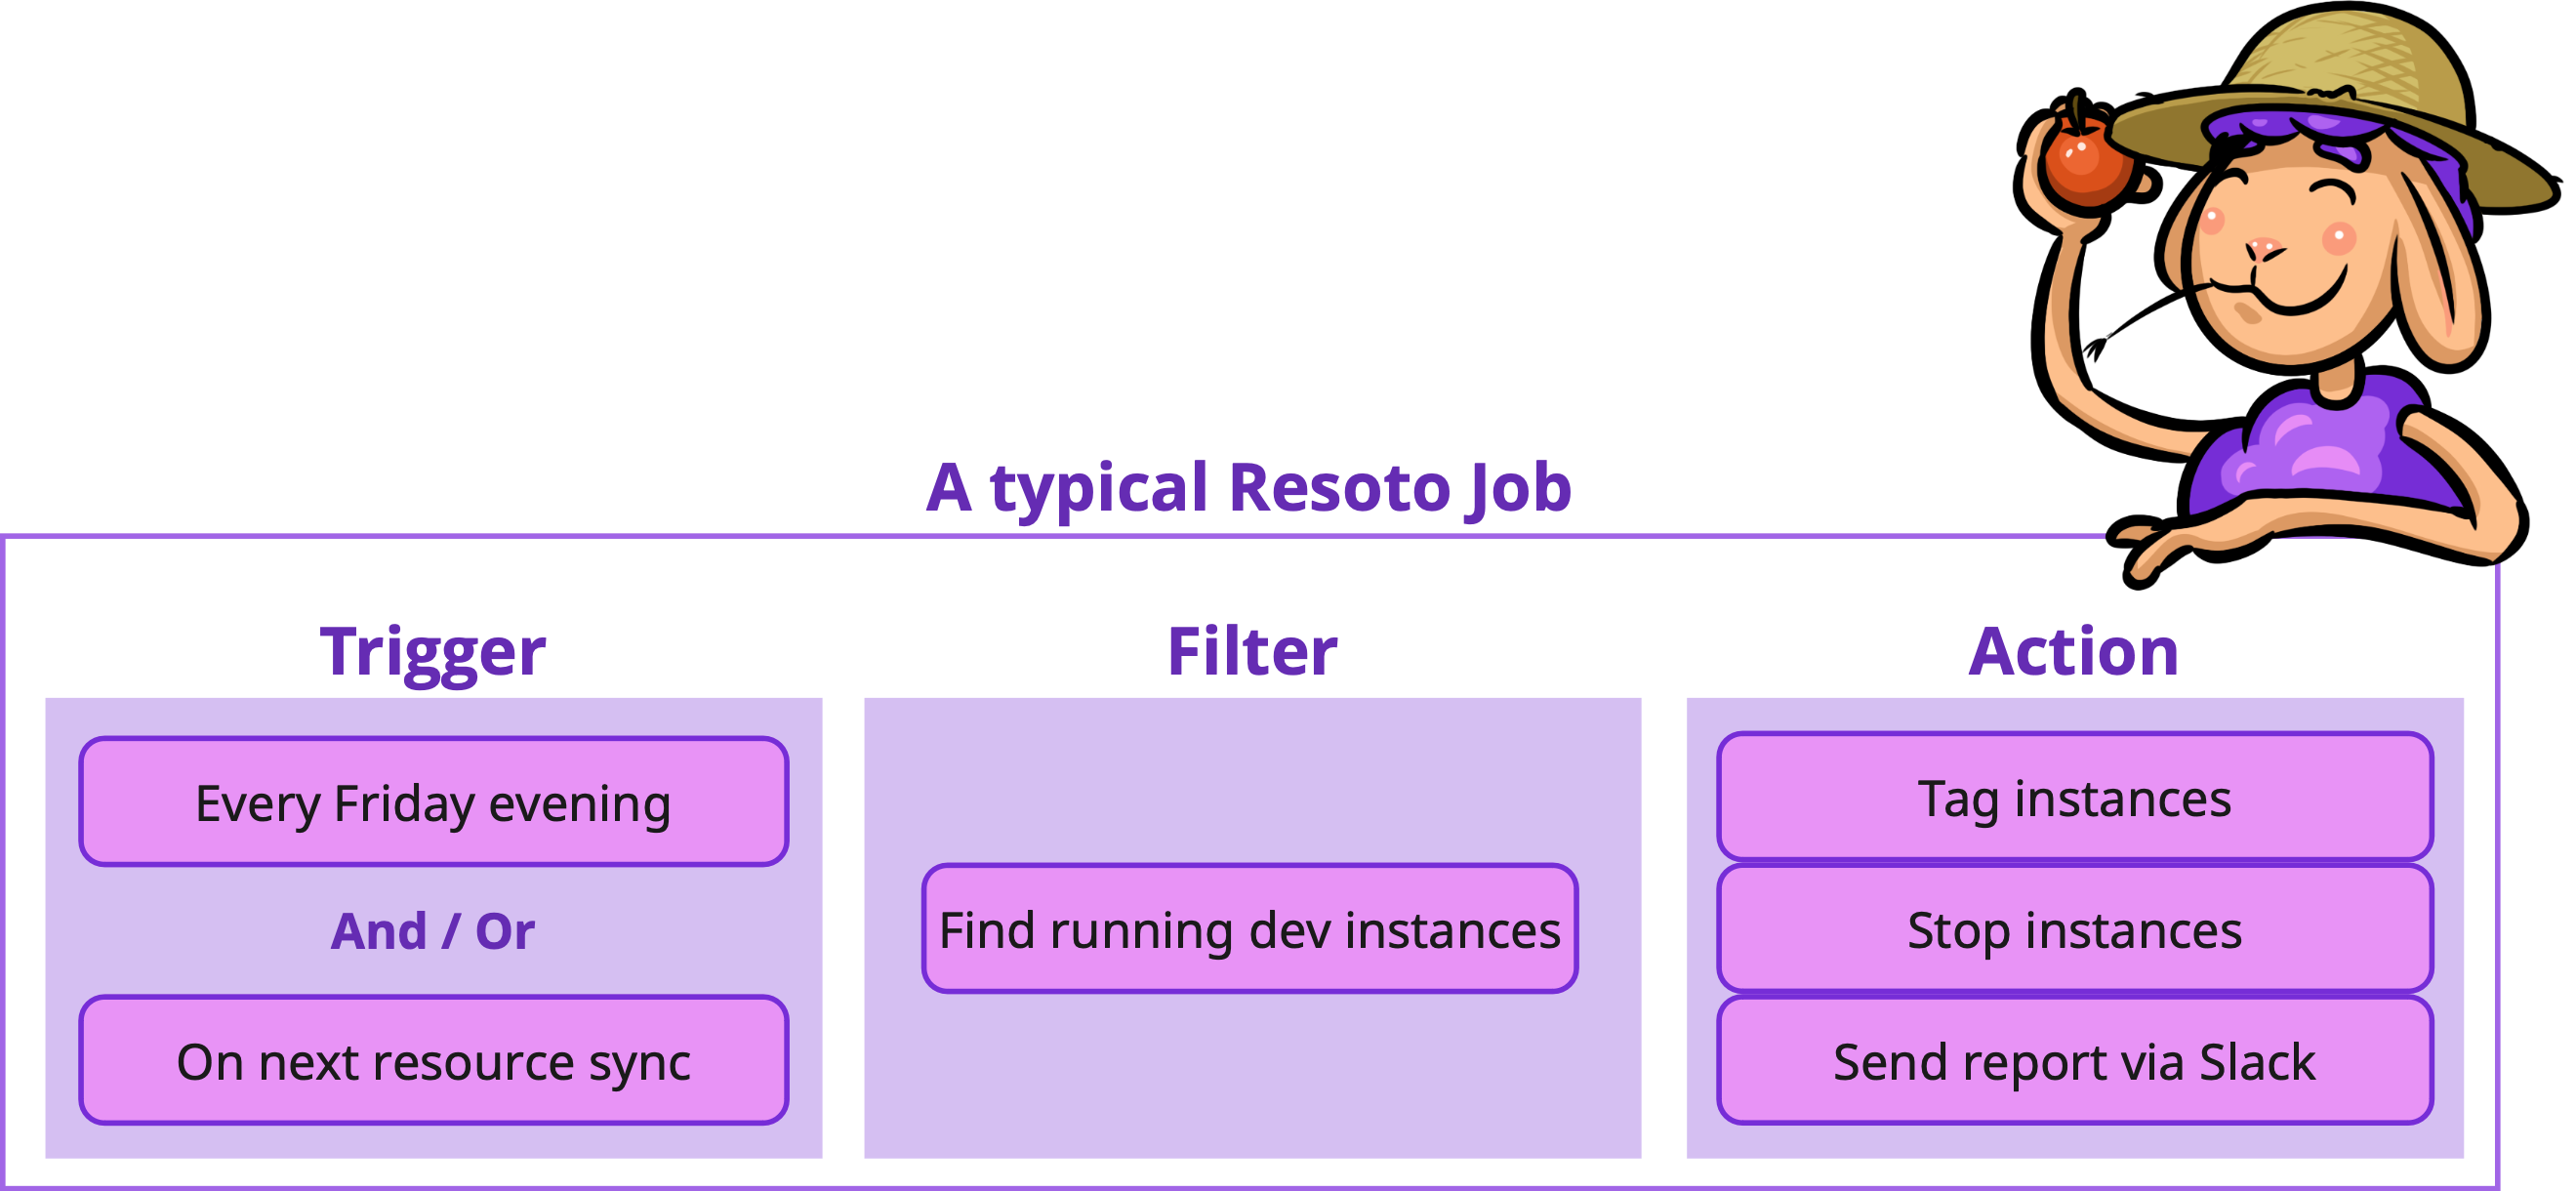 A typical Resoto Job
Trigger
Every Friday evening
And / Or
On next resource sync
Filter
Find running dev instances
Action
Tag instances
Stop instances
Send report via Slack